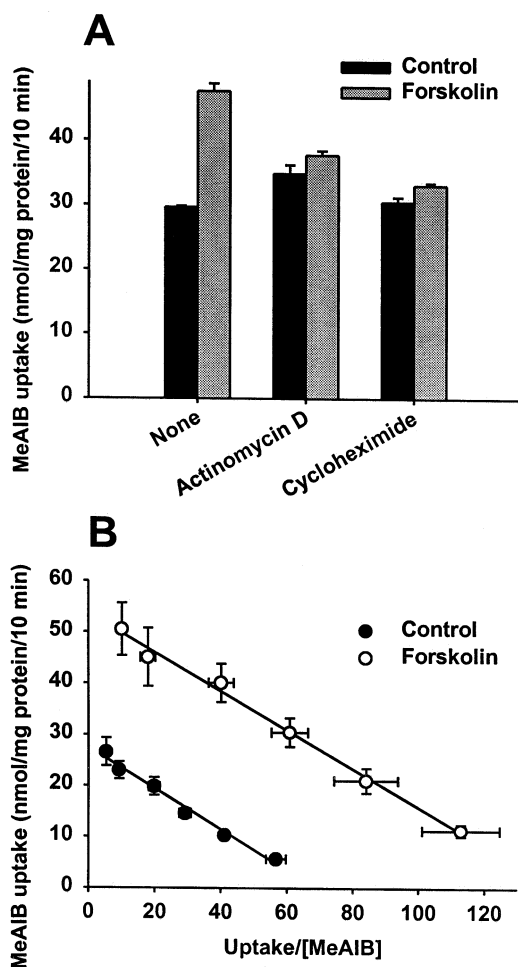 A
Control
Forskolin
MeAIB uptake (nmol/mg protein/10 min)
40
30
20
10
0
None
Actinomycin D
Cycloheximide
B
Control
Forskolin
MeAIB uptake (nmol/mg protein/10 min)
60
50
40
30
20
10
0
0 20 40 60 80 100 120
Uptake/[MeAIB]